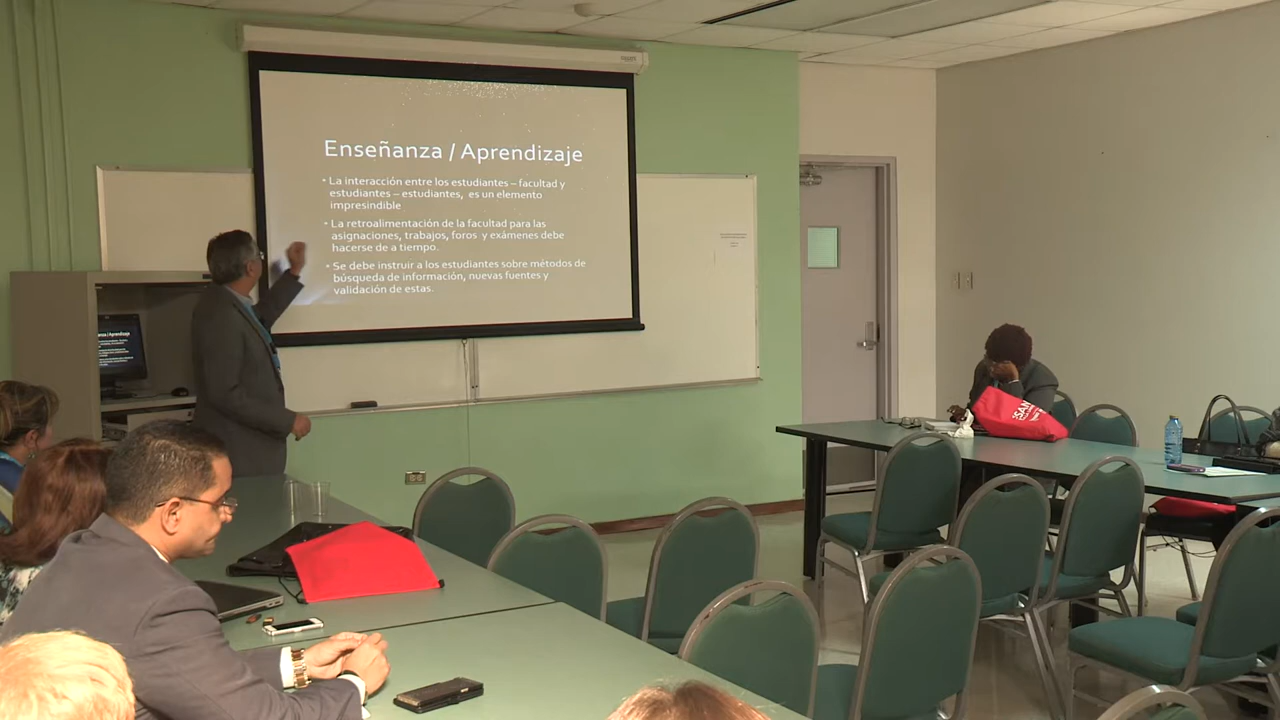 Enseñanza / Aprendizaje
• La interacción entre los estudiantes – facultad y
estudiantes – estudiantes, es un elemento
impresindible
• La retroalimentación de la facultad para las
asignaciones, trabajos, foros y exámenes debe
hacerse de a tiempo.
• Se debe instruir a los estudiantes sobre métodos de
búsqueda de información, nuevas fuentes y
validación de estas.